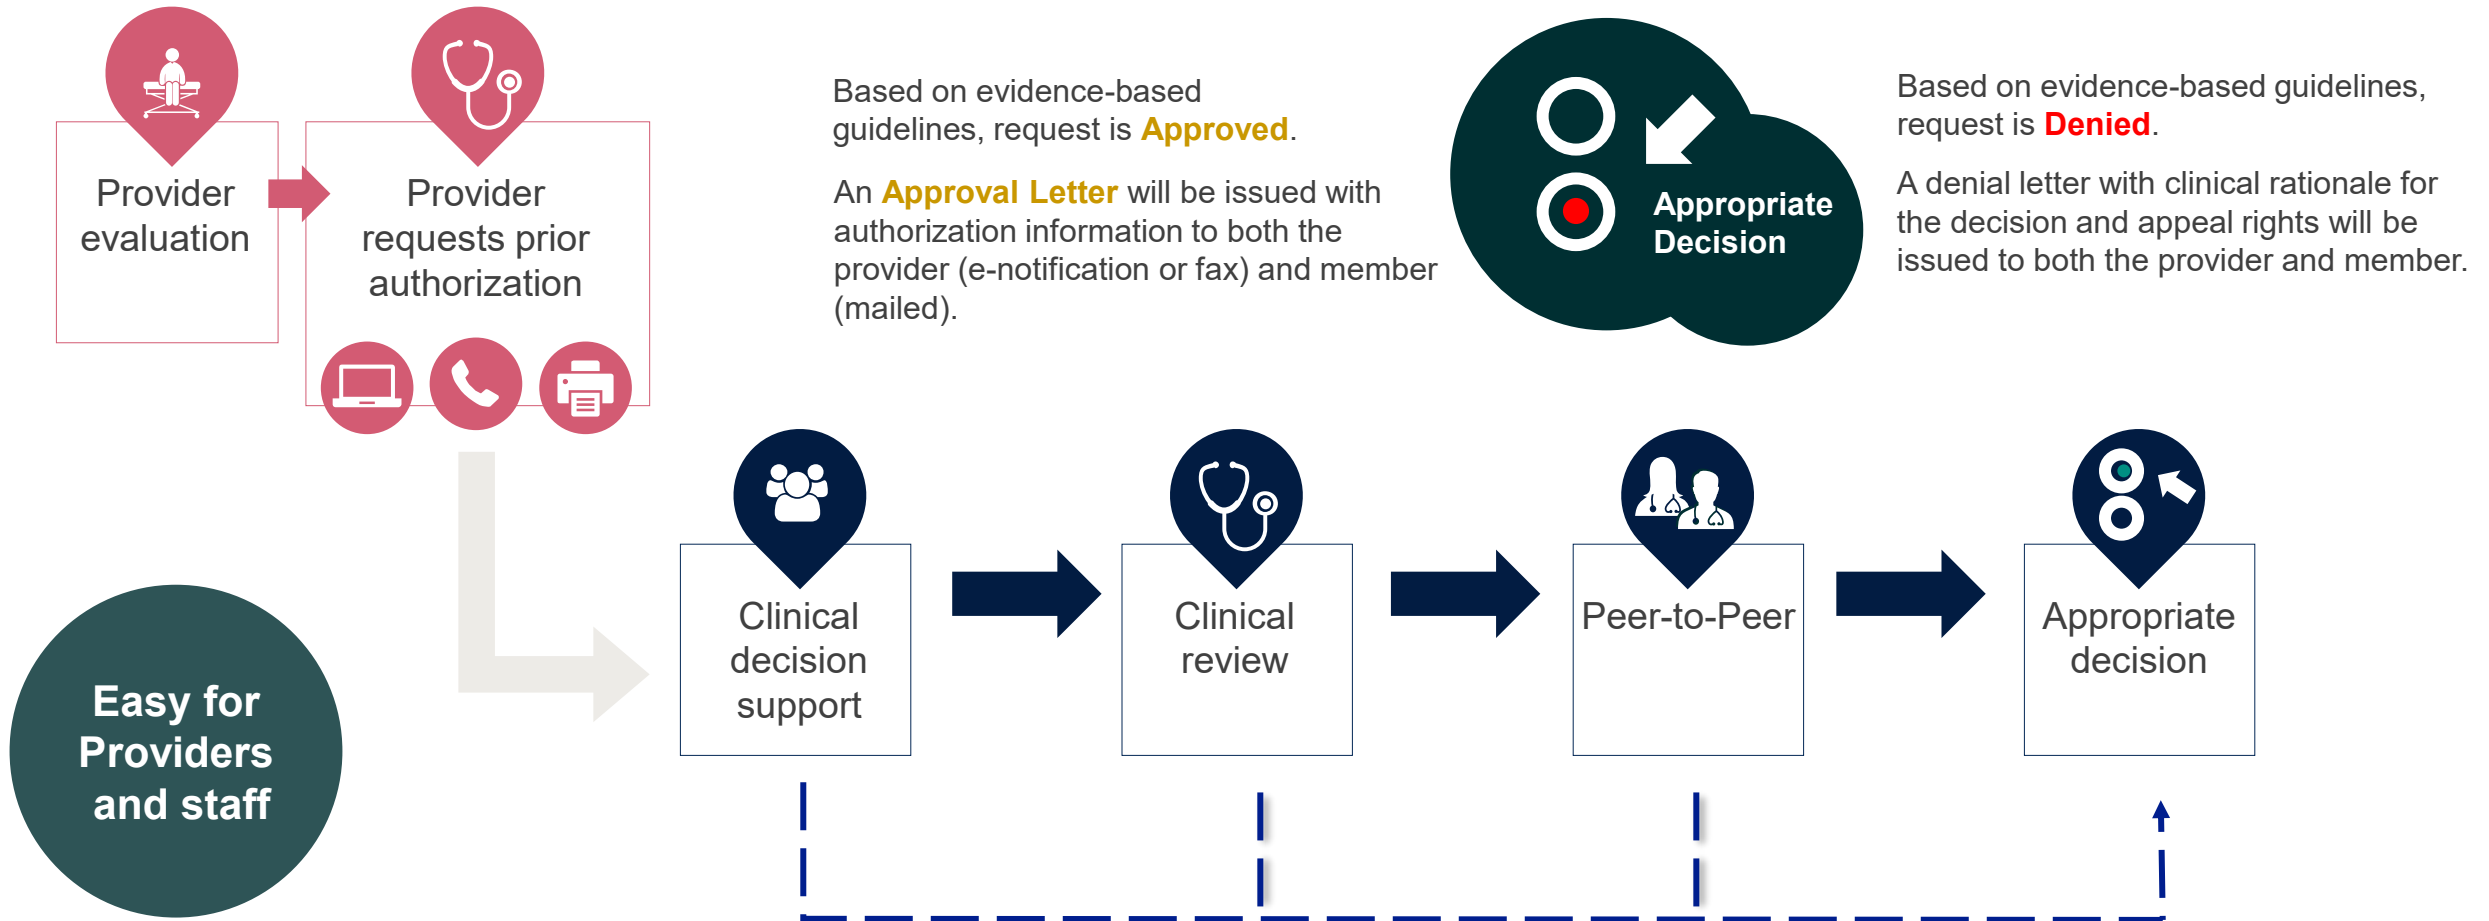 Provider
evaluation
Provider
requests prior
authorization
Based on evidence-based
guidelines, request is Approved.
An Approval Letter will be issued with
authorization information to both the
provider (e-notification or fax) and member
(mailed).
Appropriate
Decision
Based on evidence-based guidelines,
request is Denied.
A denial letter with clinical rationale for
the decision and appeal rights will be
issued to both the provider and member.
Easy for
Providers
and staff
Clinical
decision
support
Clinical
review
Peer-to-Peer
Appropriate
decision